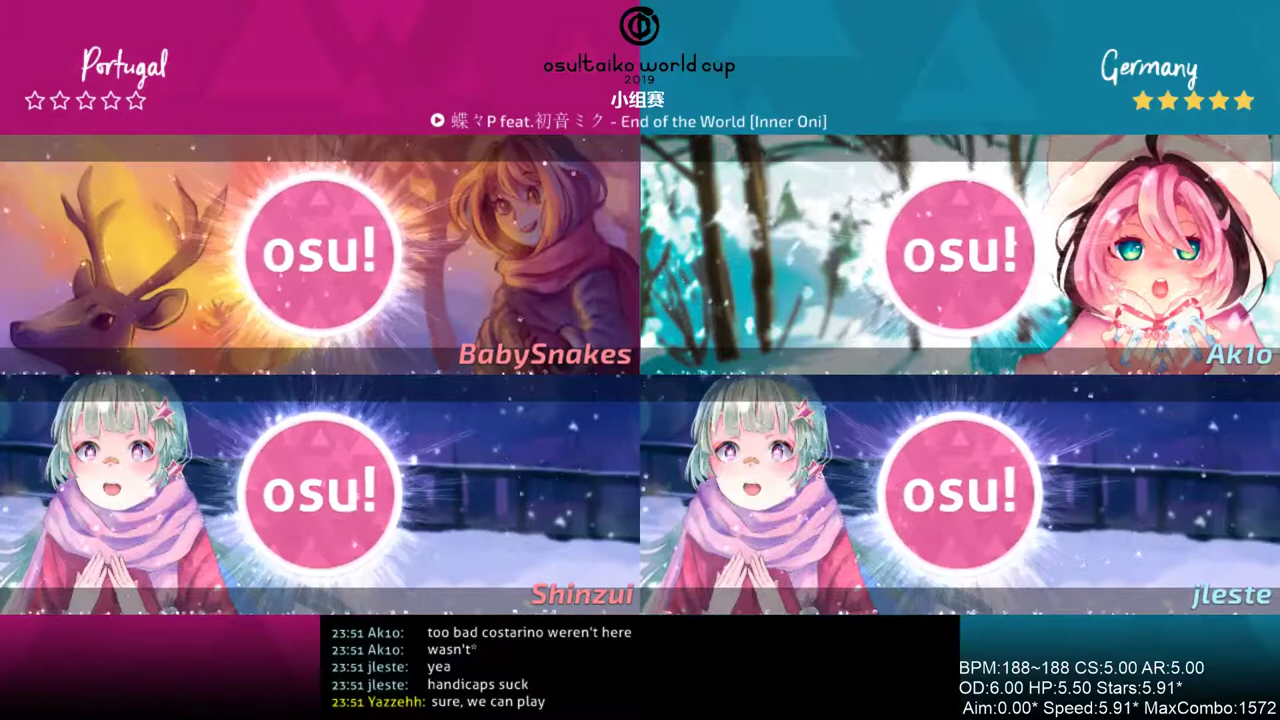 Portugal
osu!taiko world cup
2019
Germany
小组赛
蝶々P feat.初音ミク - End of the World [Inner Oni]
osu!
osu!
BabySnakes
Ak1o
osu!
osu!
Shinzui
jleste
23:51 Ak1o: too bad costarino weren't here
23:51 Ak1o: wasn't*
23:51 jleste: yea
23:51 jleste: handicaps suck
23:51 Yazzehh: sure, we can play
BPM:188~188 CS:5.00 AR:5.00
OD:6.00 HP:5.50 Stars:5.91*
Aim:0.00* Speed:5.91* MaxCombo:1572